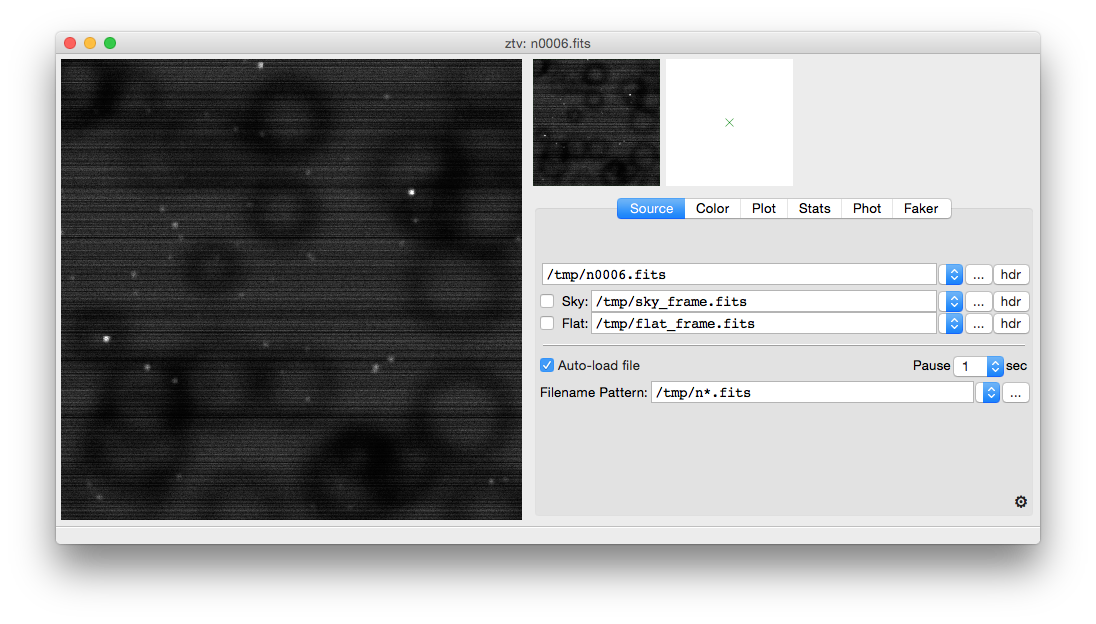 ztv: n0006.fits
Source Color Plot Stats Phot Faker
/tmp/n0006.fits ... hdr
Sky: /tmp/sky_frame.fits ... hdr
Flat: /tmp/flat_frame.fits ... hdr
Auto-load file Pause 1 sec
Filename Pattern: /tmp/n*.fits ...